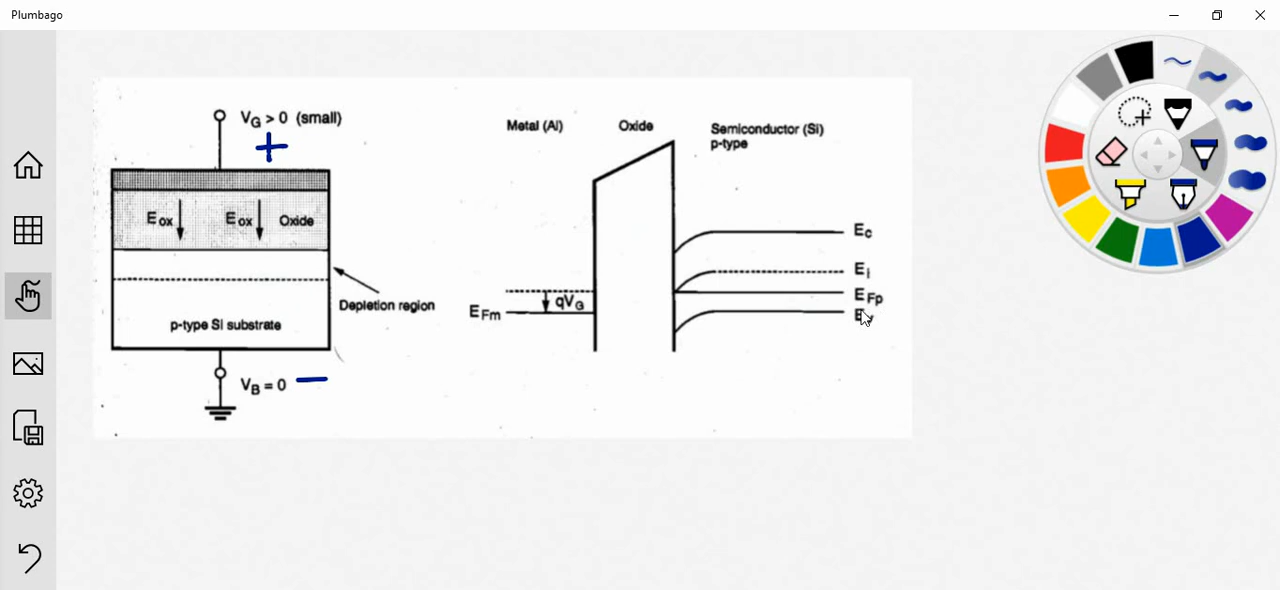 Plumbago
V_G > 0 (small)
+
E_ox
E_ox
Oxide
Depletion region
p-type Si substrate
V_B = 0
−
Metal (Al)
Oxide
Semiconductor (Si)
p-type
E_C
E_i
E_Fp
E_Fm
qV_G